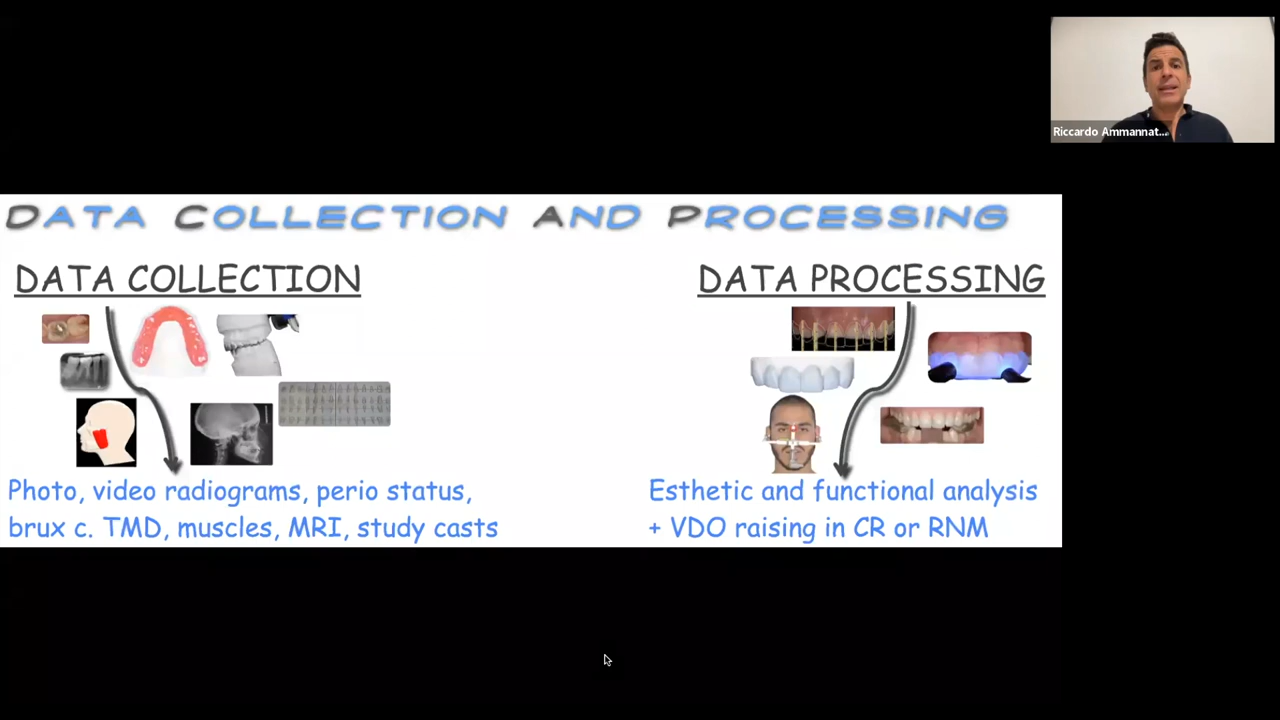 Riccardo Ammannat...
DATA COLLECTION AND PROCESSING
DATA COLLECTION
DATA PROCESSING
Photo, video radiograms, perio status,
brux c. TMD, muscles, MRI, study casts
Esthetic and functional analysis
+ VDO raising in CR or RNM